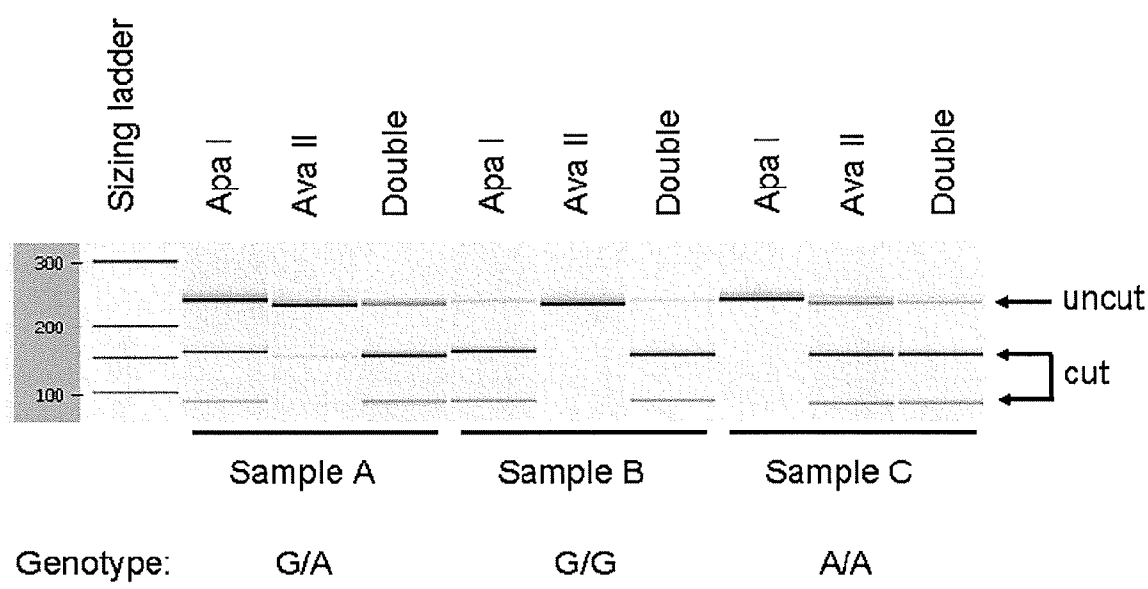 Sizing ladder
Apa I
Ava II
Double
Apa I
Ava II
Double
Apa I
Ava II
Double
300
200
100
uncut
cut
Sample A
Sample B
Sample C
Genotype: G/A G/G A/A